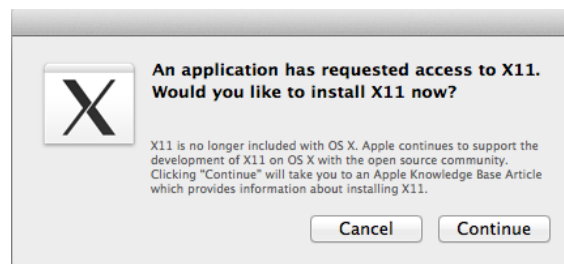 An application has requested access to X11.
Would you like to install X11 now?
X11 is no longer included with OS X. Apple continues to support the
development of X11 on OS X with the open source community.
Clicking "Continue" will take you to an Apple Knowledge Base Article
which provides information about installing X11.
Cancel Continue